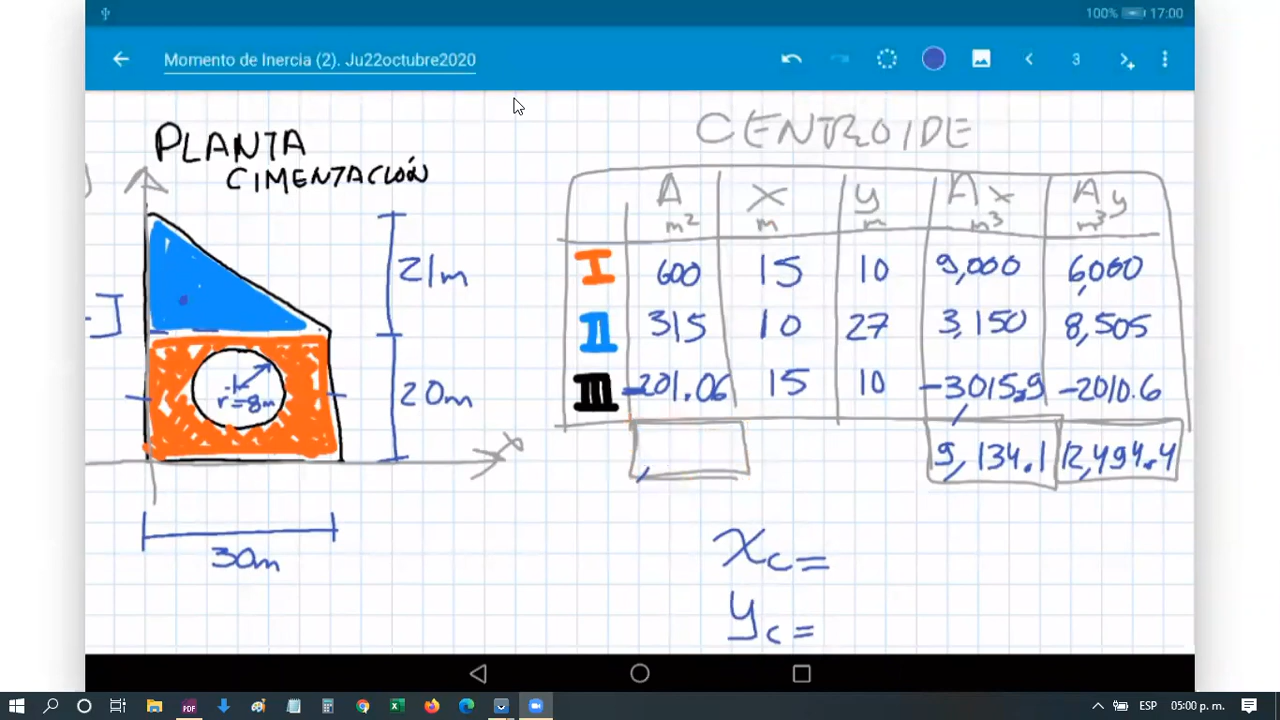 100% 17:00
Momento de Inercia (2). Ju22octubre2020
3
PLANTA
CIMENTACIÓN
21m
20m
r=8m
x
30m
CENTROIDE
A x y Ax Ay
m² m m m³ m³
I 600 15 10 9,000 6,000
II 315 10 27 3,150 8,505
III -201.06 15 10 -3015.9 -2010.6
9,134.1 12,494.4
xc=
yc=
ESP 05:00 p. m.